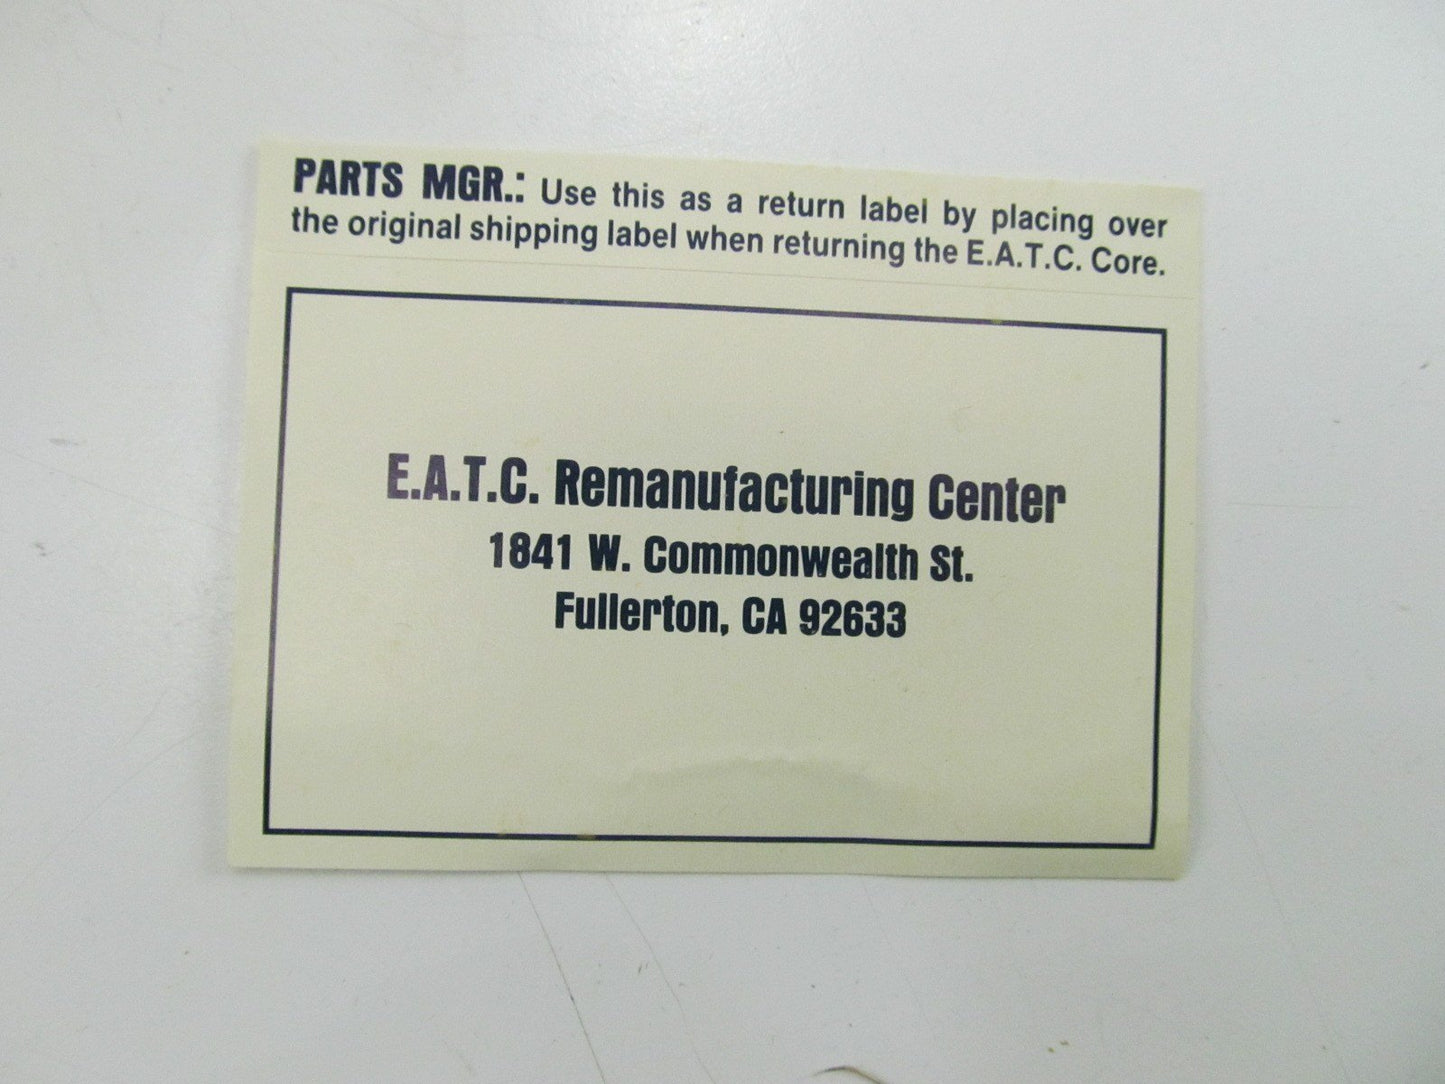 PARTS MGR.: Use this as a return label by placing over
the original shipping label when returning the E.A.T.C. Core.
E.A.T.C. Remanufacturing Center
1841 W. Commonwealth St.
Fullerton, CA 92633